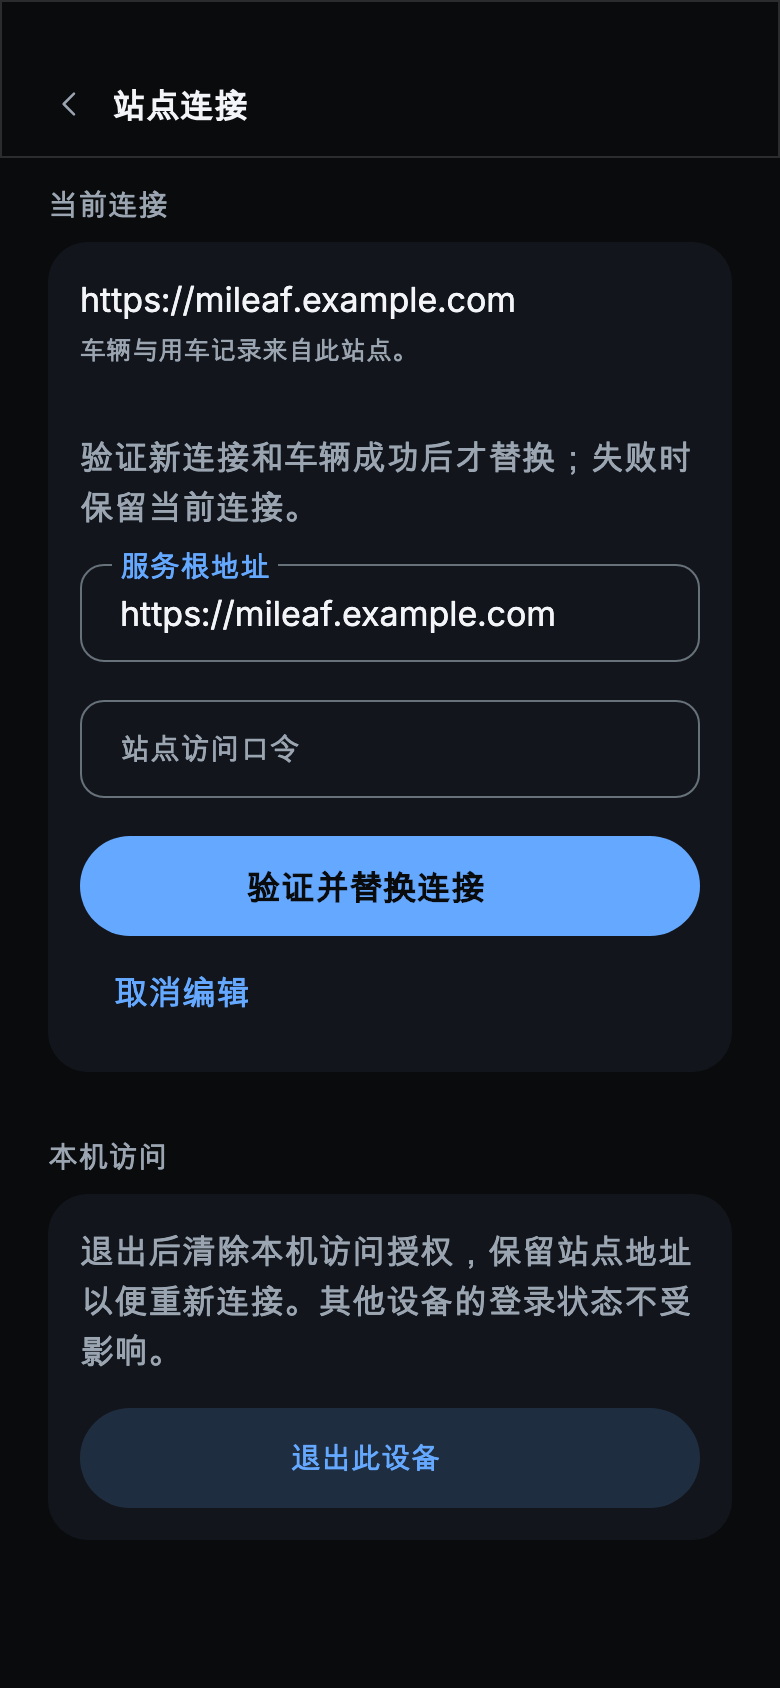 站点连接
当前连接
https://mileaf.example.com
车辆与用车记录来自此站点。
验证新连接和车辆成功后才替换；失败时
保留当前连接。
服务根地址
https://mileaf.example.com
站点访问口令
验证并替换连接
取消编辑
本机访问
退出后清除本机访问授权，保留站点地址
以便重新连接。其他设备的登录状态不受
影响。
退出此设备